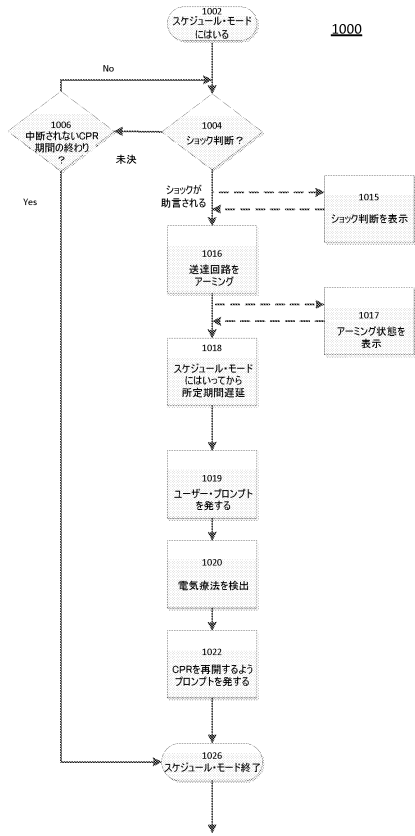 1002
スケジュール・モード
にはいる
1000
No
1006
中断されないCPR
期間の終わり
?
1004
ショック判断?
未決
Yes
ショックが
助言される
1015
ショック判断を表示
1016
送達回路を
アーミング
1017
アーミング状態を
表示
1018
スケジュール・モード
にはいってから
所定期間遅延
1019
ユーザー・プロンプト
を発する
1020
電気療法を検出
1022
CPRを再開するよう
プロンプトを発する
1026
スケジュール・モード終了